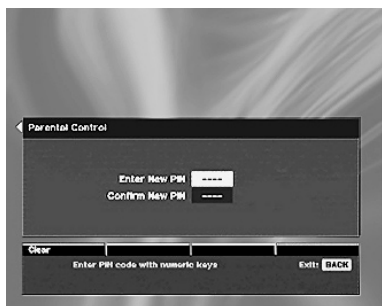 Parental Control
Enter New PIN ----
Confirm New PIN ----
Clear
Enter PIN code with numeric keys Exit: BACK